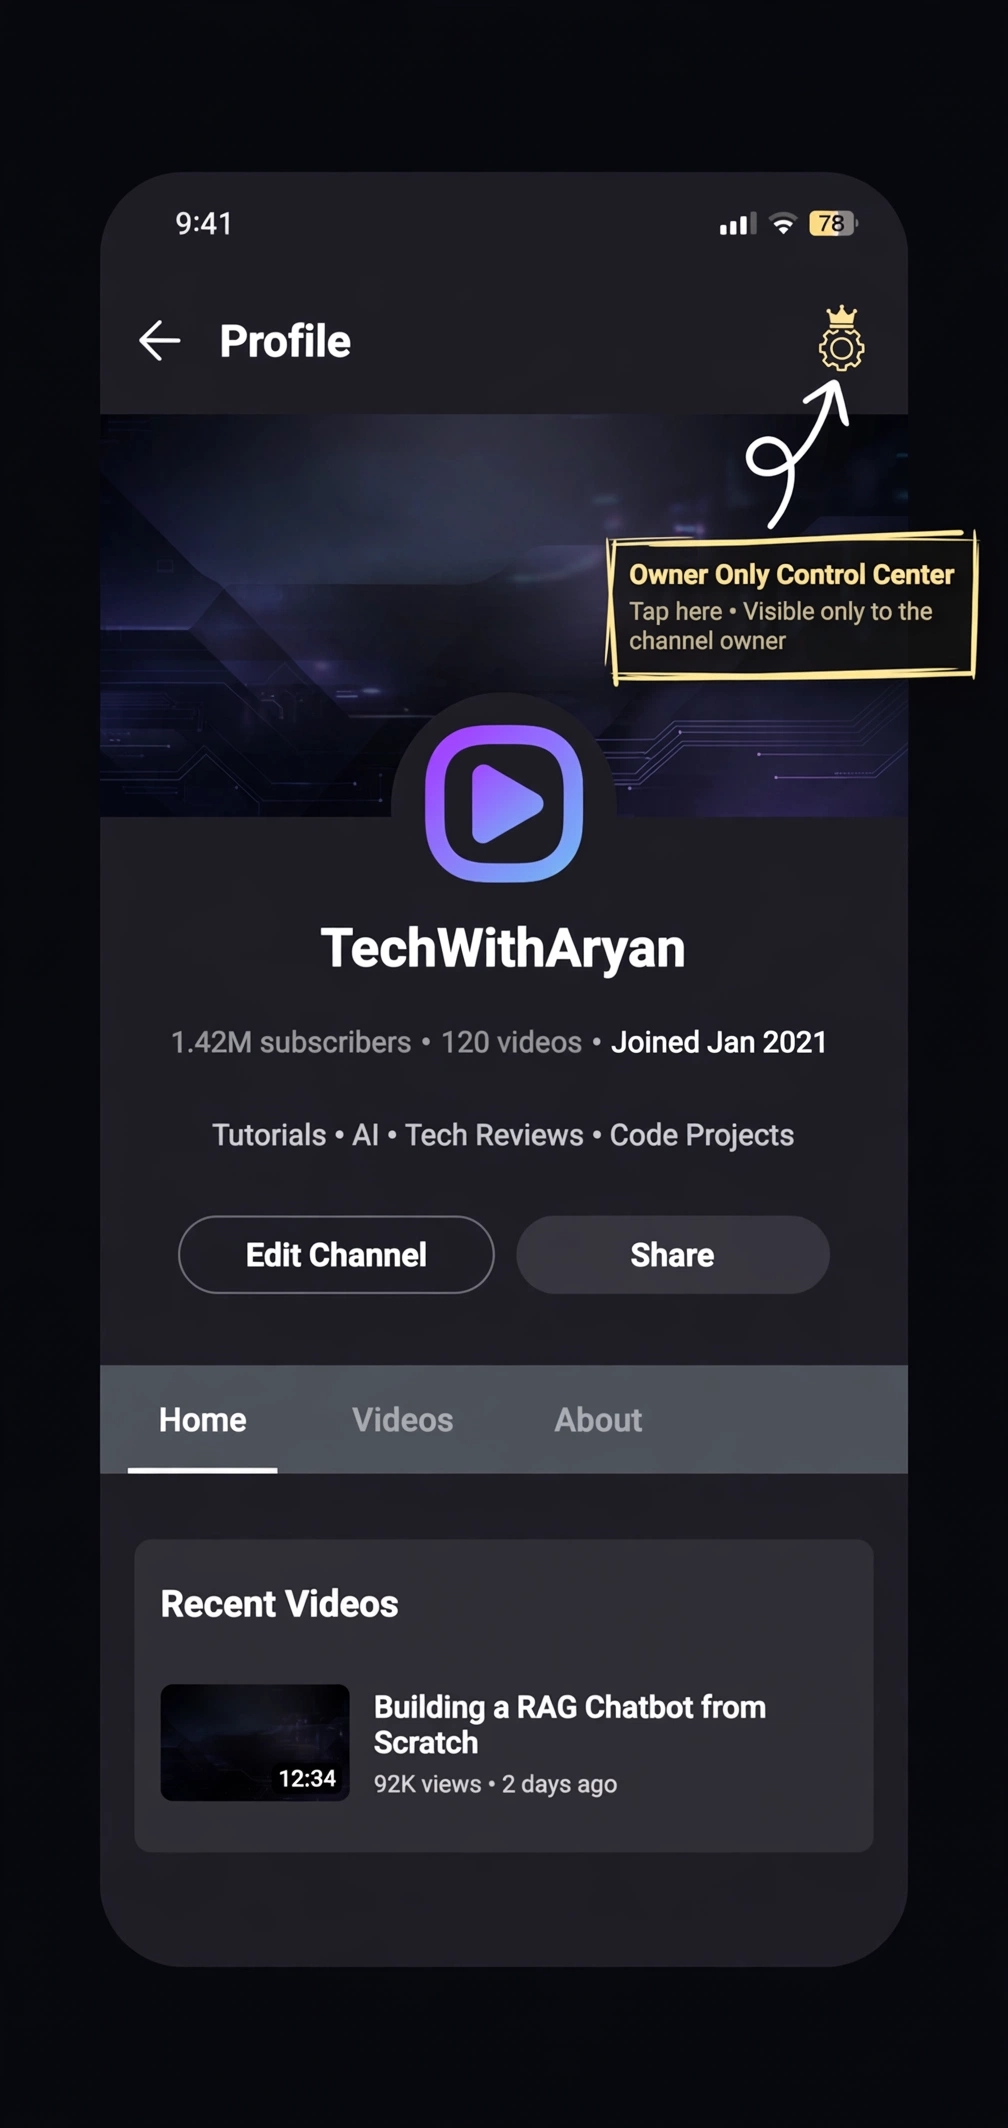 9:41
78
Profile
Owner Only Control Center
Tap here • Visible only to the
channel owner
TechWithAryan
1.42M subscribers • 120 videos • Joined Jan 2021
Tutorials • AI • Tech Reviews • Code Projects
Edit Channel
Share
Home
Videos
About
Recent Videos
12:34
Building a RAG Chatbot from
Scratch
92K views • 2 days ago